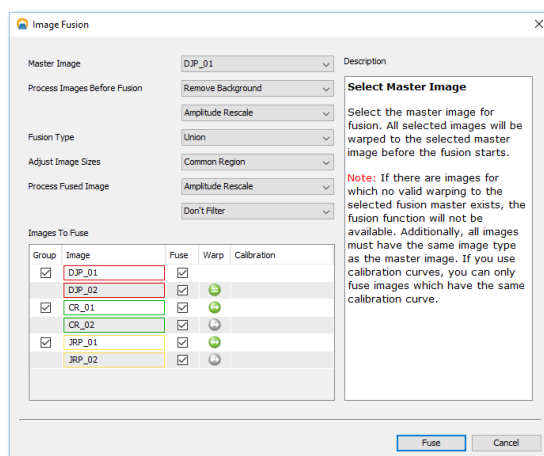 Image Fusion
Master Image DJP_01
Process Images Before Fusion Remove Background
Amplitude Rescale
Fusion Type Union
Adjust Image Sizes Common Region
Process Fused Image Amplitude Rescale
Don't Filter
Images To Fuse
Group Image Fuse Warp Calibration
DJP_01
DJP_02
CR_01
CR_02
JRP_01
JRP_02
Description
Select Master Image
Select the master image for
fusion. All selected images will be
warped to the selected master
image before the fusion starts.
Note: If there are images for
which no valid warping to the
selected fusion master exists, the
fusion function will not be
available. Additionally, all images
must have the same image type
as the master image. If you use
calibration curves, you can only
fuse images which have the same
calibration curve.
Fuse Cancel